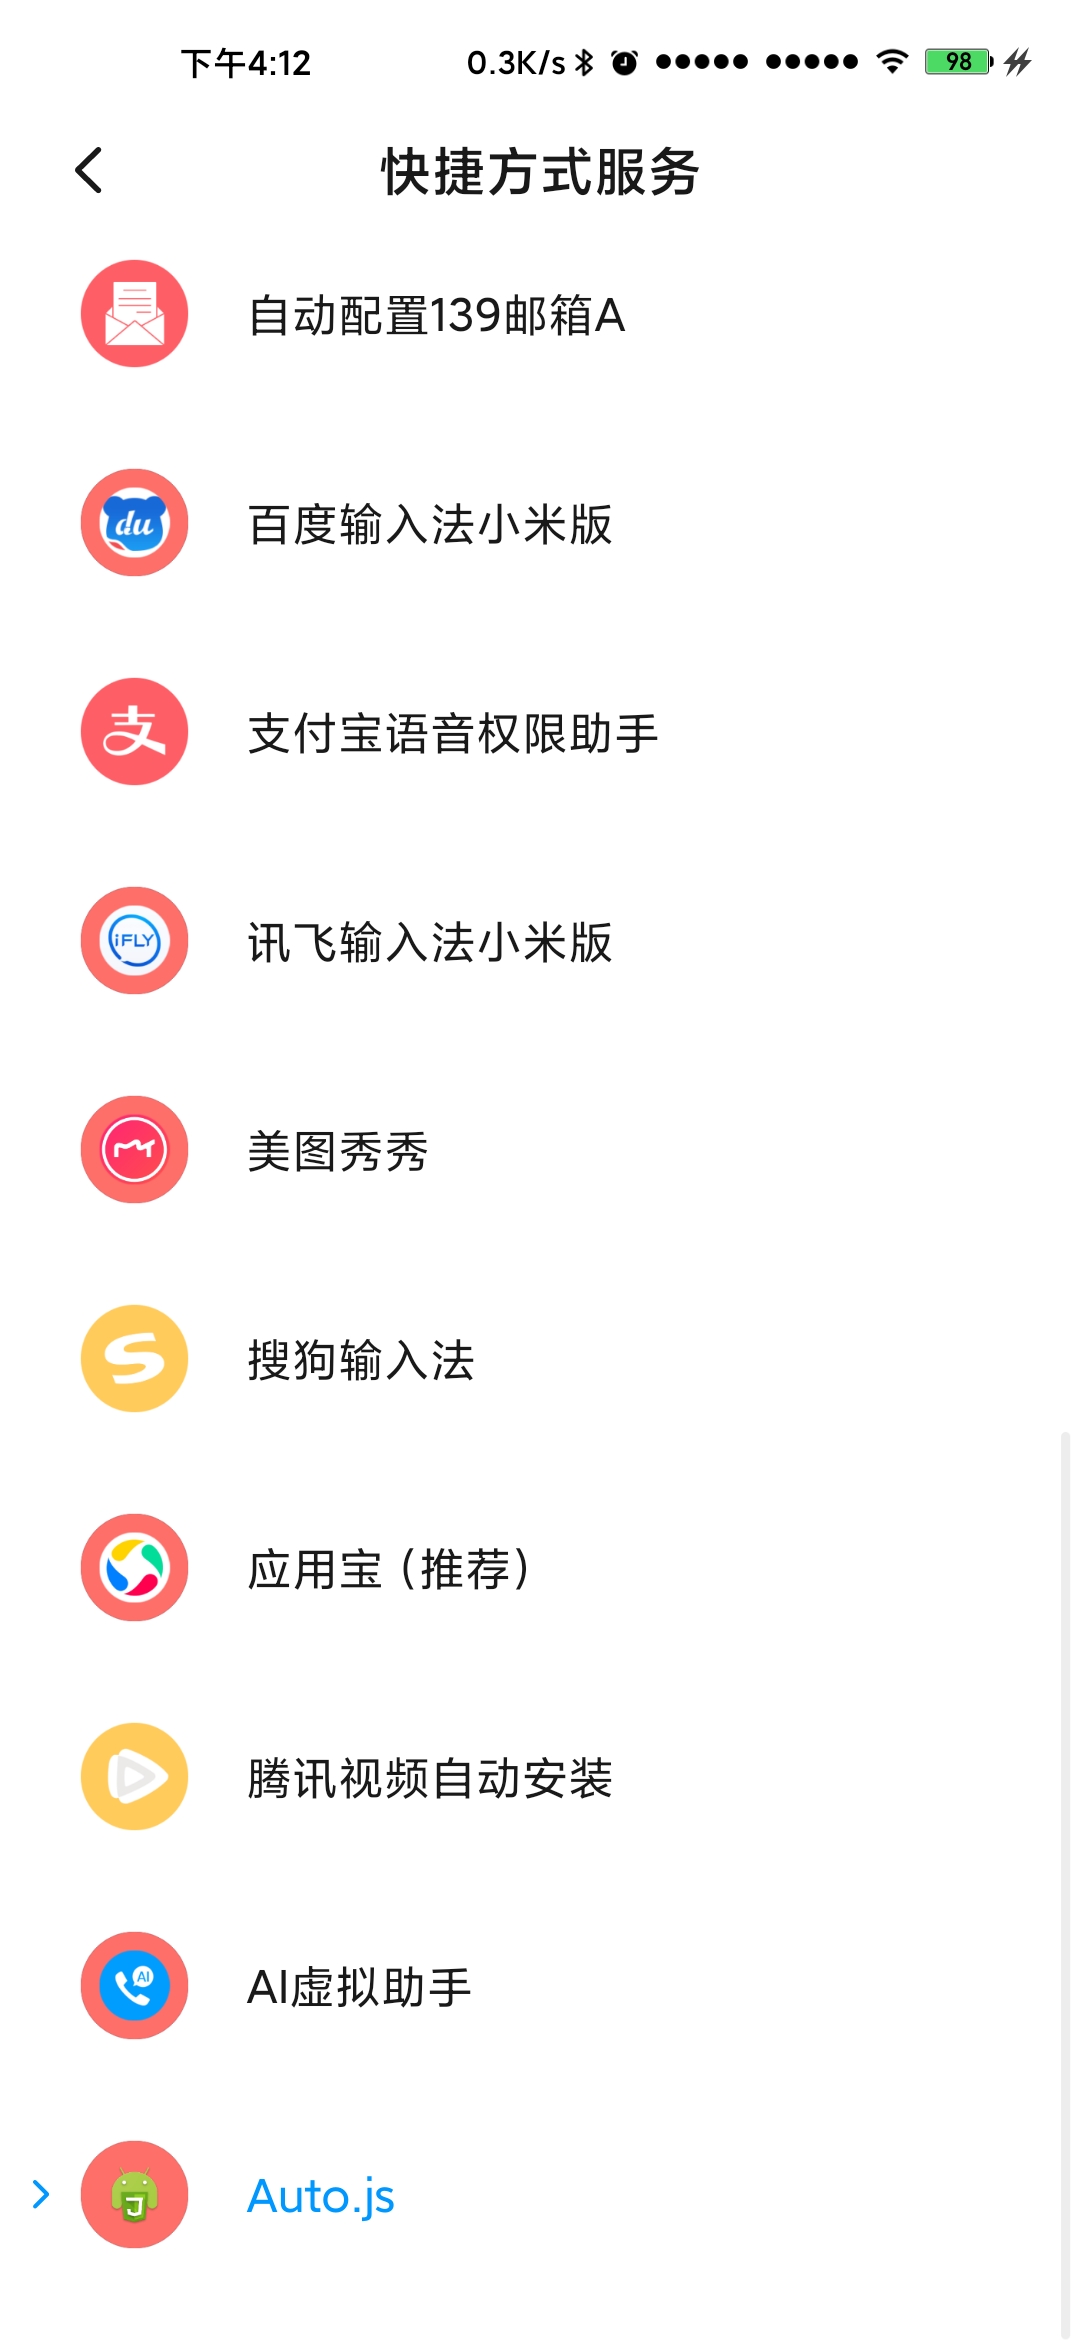 下午4:12 0.3K/s 98
快捷方式服务
自动配置139邮箱A
du
百度输入法小米版
支
支付宝语音权限助手
iFLY
讯飞输入法小米版
美图秀秀
S
搜狗输入法
应用宝（推荐）
腾讯视频自动安装
AI
AI虚拟助手
J
Auto.js